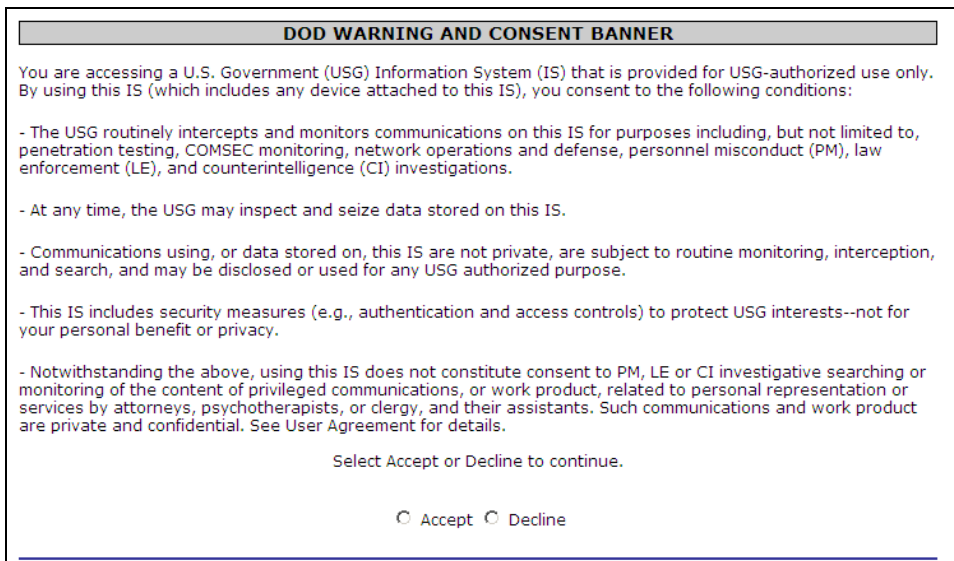 DOD WARNING AND CONSENT BANNER
You are accessing a U.S. Government (USG) Information System (IS) that is provided for USG-authorized use only.
By using this IS (which includes any device attached to this IS), you consent to the following conditions:
- The USG routinely intercepts and monitors communications on this IS for purposes including, but not limited to,
penetration testing, COMSEC monitoring, network operations and defense, personnel misconduct (PM), law
enforcement (LE), and counterintelligence (CI) investigations.
- At any time, the USG may inspect and seize data stored on this IS.
- Communications using, or data stored on, this IS are not private, are subject to routine monitoring, interception,
and search, and may be disclosed or used for any USG authorized purpose.
- This IS includes security measures (e.g., authentication and access controls) to protect USG interests--not for
your personal benefit or privacy.
- Notwithstanding the above, using this IS does not constitute consent to PM, LE or CI investigative searching or
monitoring of the content of privileged communications, or work product, related to personal representation or
services by attorneys, psychotherapists, or clergy, and their assistants. Such communications and work product
are private and confidential. See User Agreement for details.
Select Accept or Decline to continue.
Accept Decline